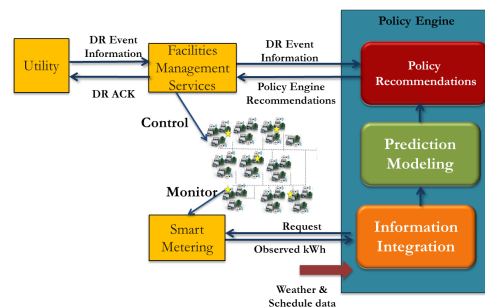 Policy Engine
DR Event
Information
Facilities
Management
Services
DR Event
Information
Utility
Policy
Recommendations
DR ACK
Policy Engine
Recommendations
Control
Prediction
Modeling
Monitor
Smart
Metering
Request
Observed kWh
Information
Integration
Weather &
Schedule data